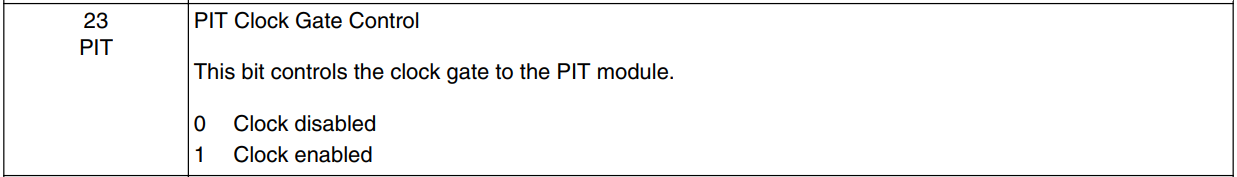 23
PIT
PIT Clock Gate Control
This bit controls the clock gate to the PIT module.
0 Clock disabled
1 Clock enabled